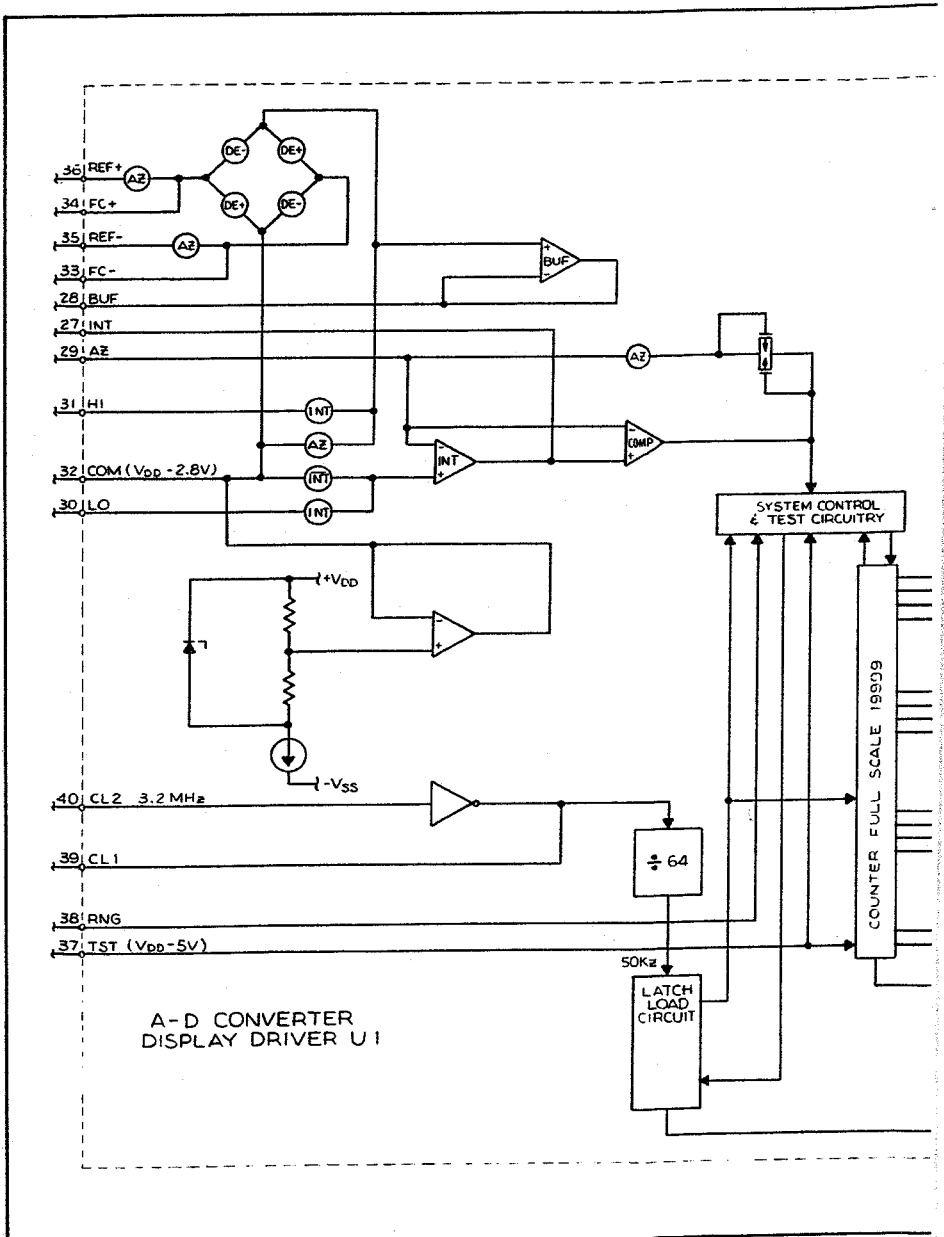 DE-
DE+
36 REF+ AZ
DE+
DE-
34 FC+
35 REF- AZ
33 FC-
+
BUF
-
28 BUF
27 INT
29 AZ
AZ
31 HI
INT
AZ
-
INT
+
-
COMP
+
32 COM (VDD -2.8V)
INT
30 LO
INT
SYSTEM CONTROL
& TEST CIRCUITRY
+VDD
-
+
COUNTER FULL SCALE 19999
-VSS
40 CL2 3.2 MHz
÷ 64
39 CL1
38 RNG
37 TST (VDD-5V)
50Kz
LATCH
LOAD
CIRCUIT
A-D CONVERTER
DISPLAY DRIVER U1